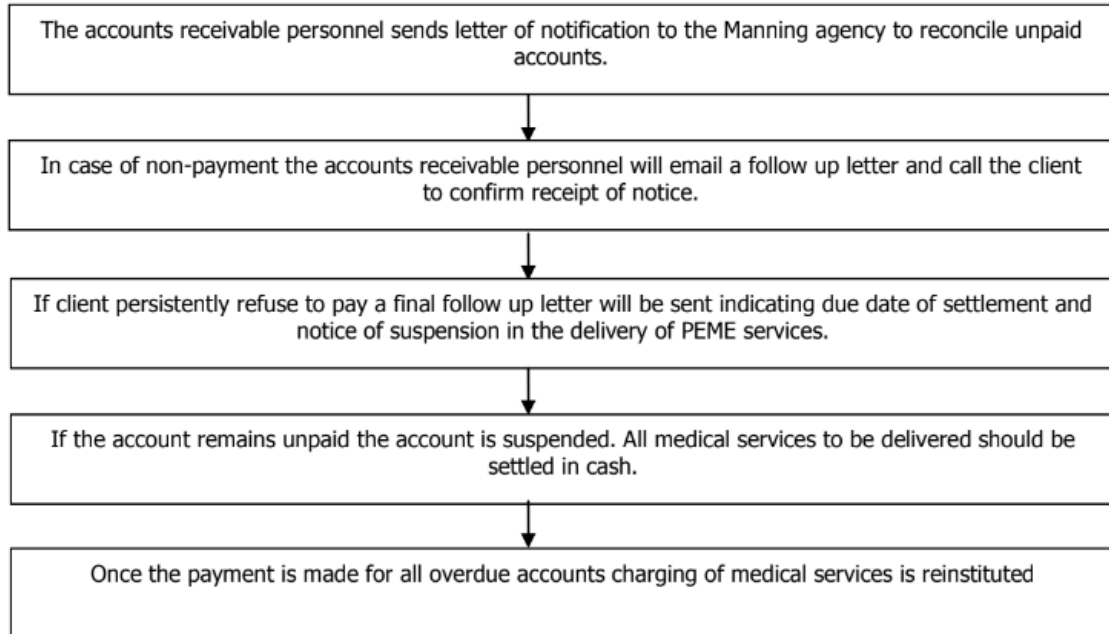 The accounts receivable personnel sends letter of notification to the Manning agency to reconcile unpaid
accounts.
In case of non-payment the accounts receivable personnel will email a follow up letter and call the client
to confirm receipt of notice.
If client persistently refuse to pay a final follow up letter will be sent indicating due date of settlement and
notice of suspension in the delivery of PEME services.
If the account remains unpaid the account is suspended. All medical services to be delivered should be
settled in cash.
Once the payment is made for all overdue accounts charging of medical services is reinstituted